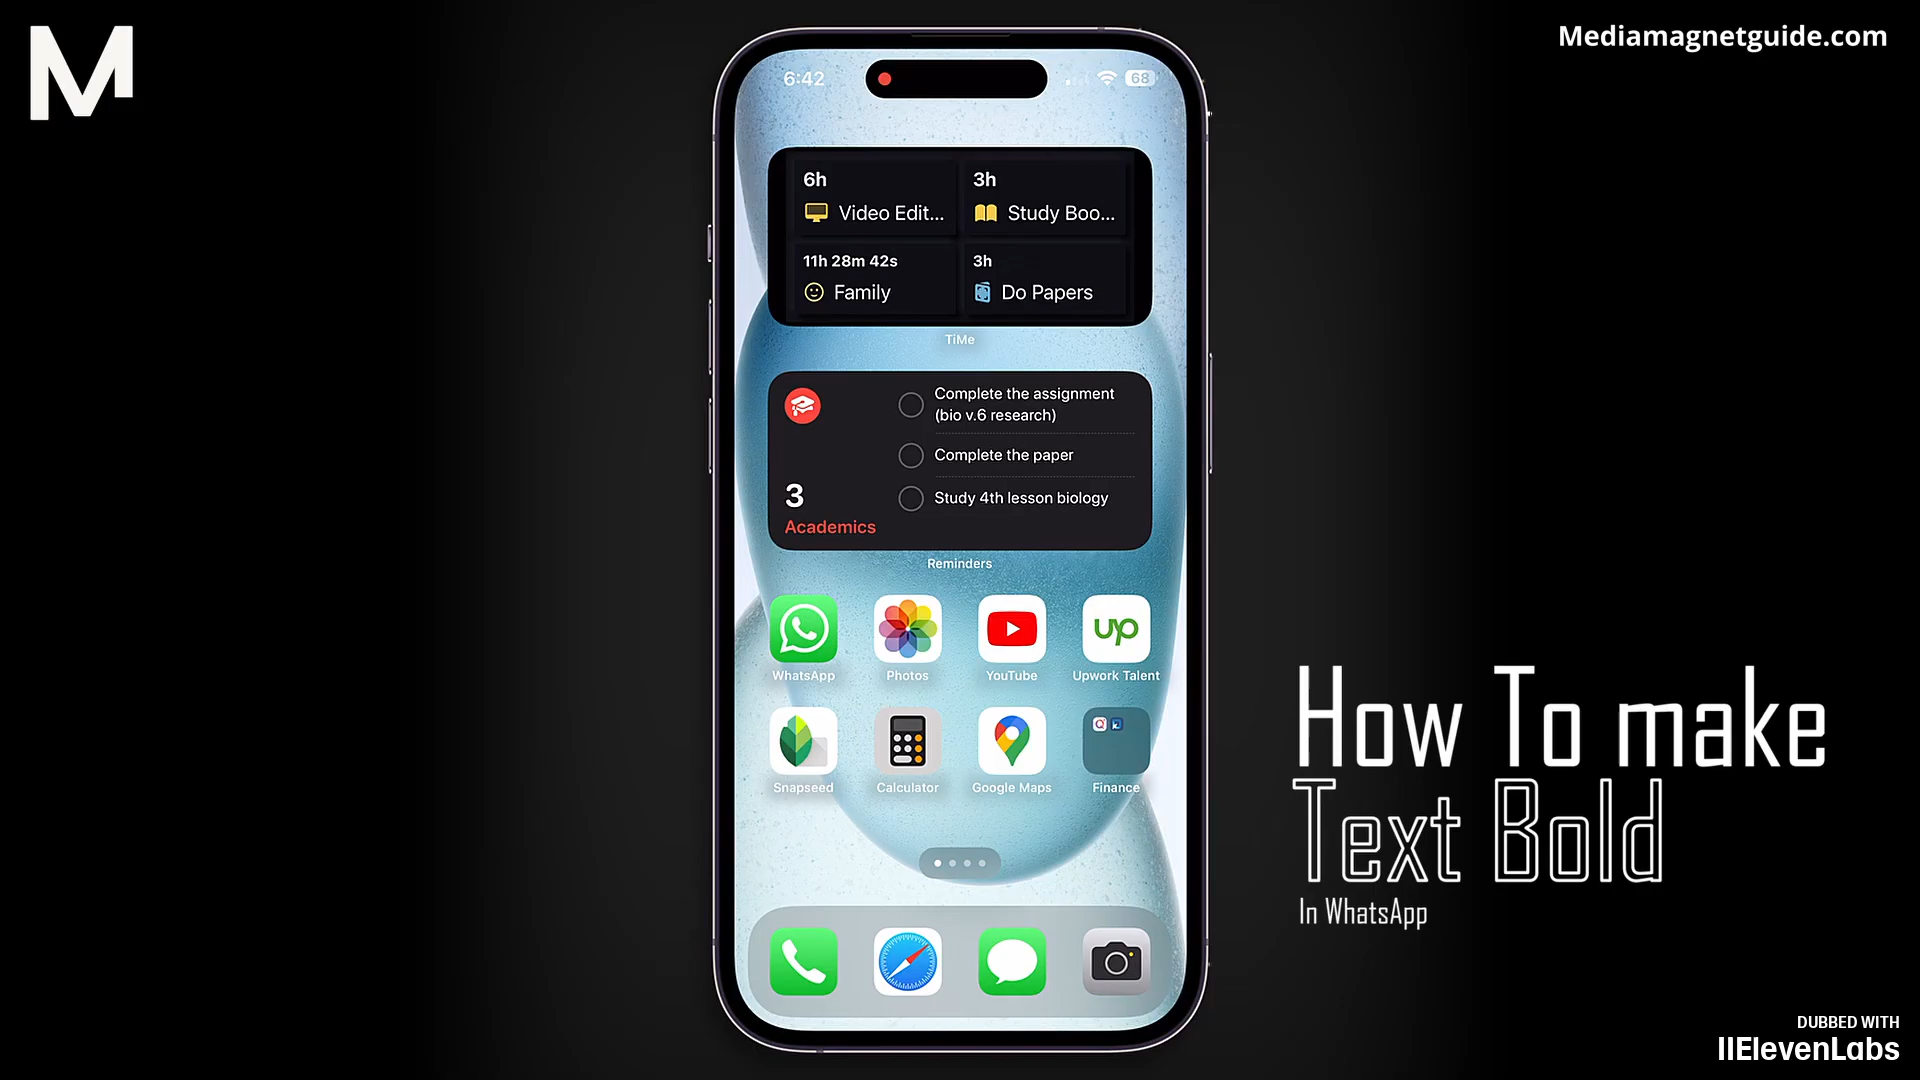 M
Mediamagnetguide.com
6:42
68
6h
Video Edit...
3h
Study Boo...
11h 28m 42s
Family
3h
Do Papers
TiMe
Complete the assignment
(bio v.6 research)
Complete the paper
Study 4th lesson biology
3
Academics
Reminders
WhatsApp
Photos
YouTube
up
Upwork Talent
Snapseed
Calculator
Google Maps
Finance
How To make
Text Bold
In WhatsApp
DUBBED WITH
IIElevenLabs